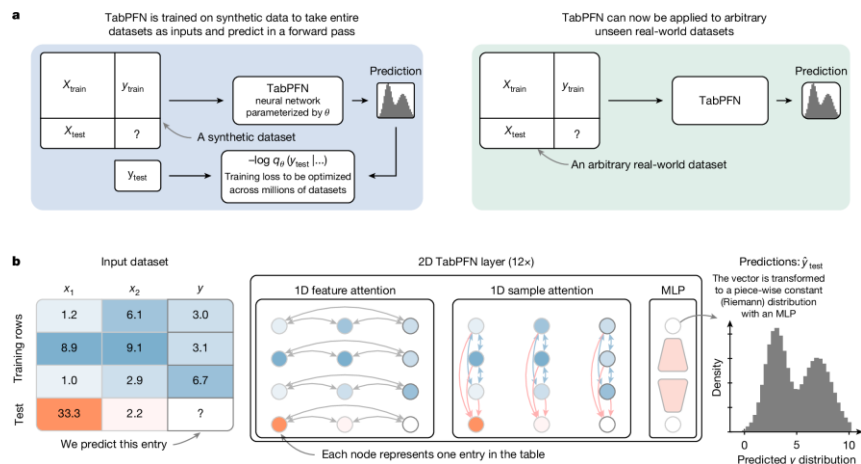 a
TabPFN is trained on synthetic data to take entire
datasets as inputs and predict in a forward pass
X_train
y_train
X_test
?
TabPFN
neural network
parameterized by θ
Prediction
A synthetic dataset
y_test
–log q_θ (y_test |...)
Training loss to be optimized
across millions of datasets
TabPFN can now be applied to arbitrary
unseen real-world datasets
X_train
y_train
X_test
?
TabPFN
Prediction
An arbitrary real-world dataset
b
Input dataset
x_1 x_2 y
Training rows
1.2 6.1 3.0
8.9 9.1 3.1
1.0 2.9 6.7
Test
33.3 2.2 ?
We predict this entry
2D TabPFN layer (12×)
1D feature attention
1D sample attention
MLP
Each node represents one entry in the table
Predictions: ŷ_test
The vector is transformed
to a piece-wise constant
(Riemann) distribution
with an MLP
Density
0 5 10
Predicted y distribution